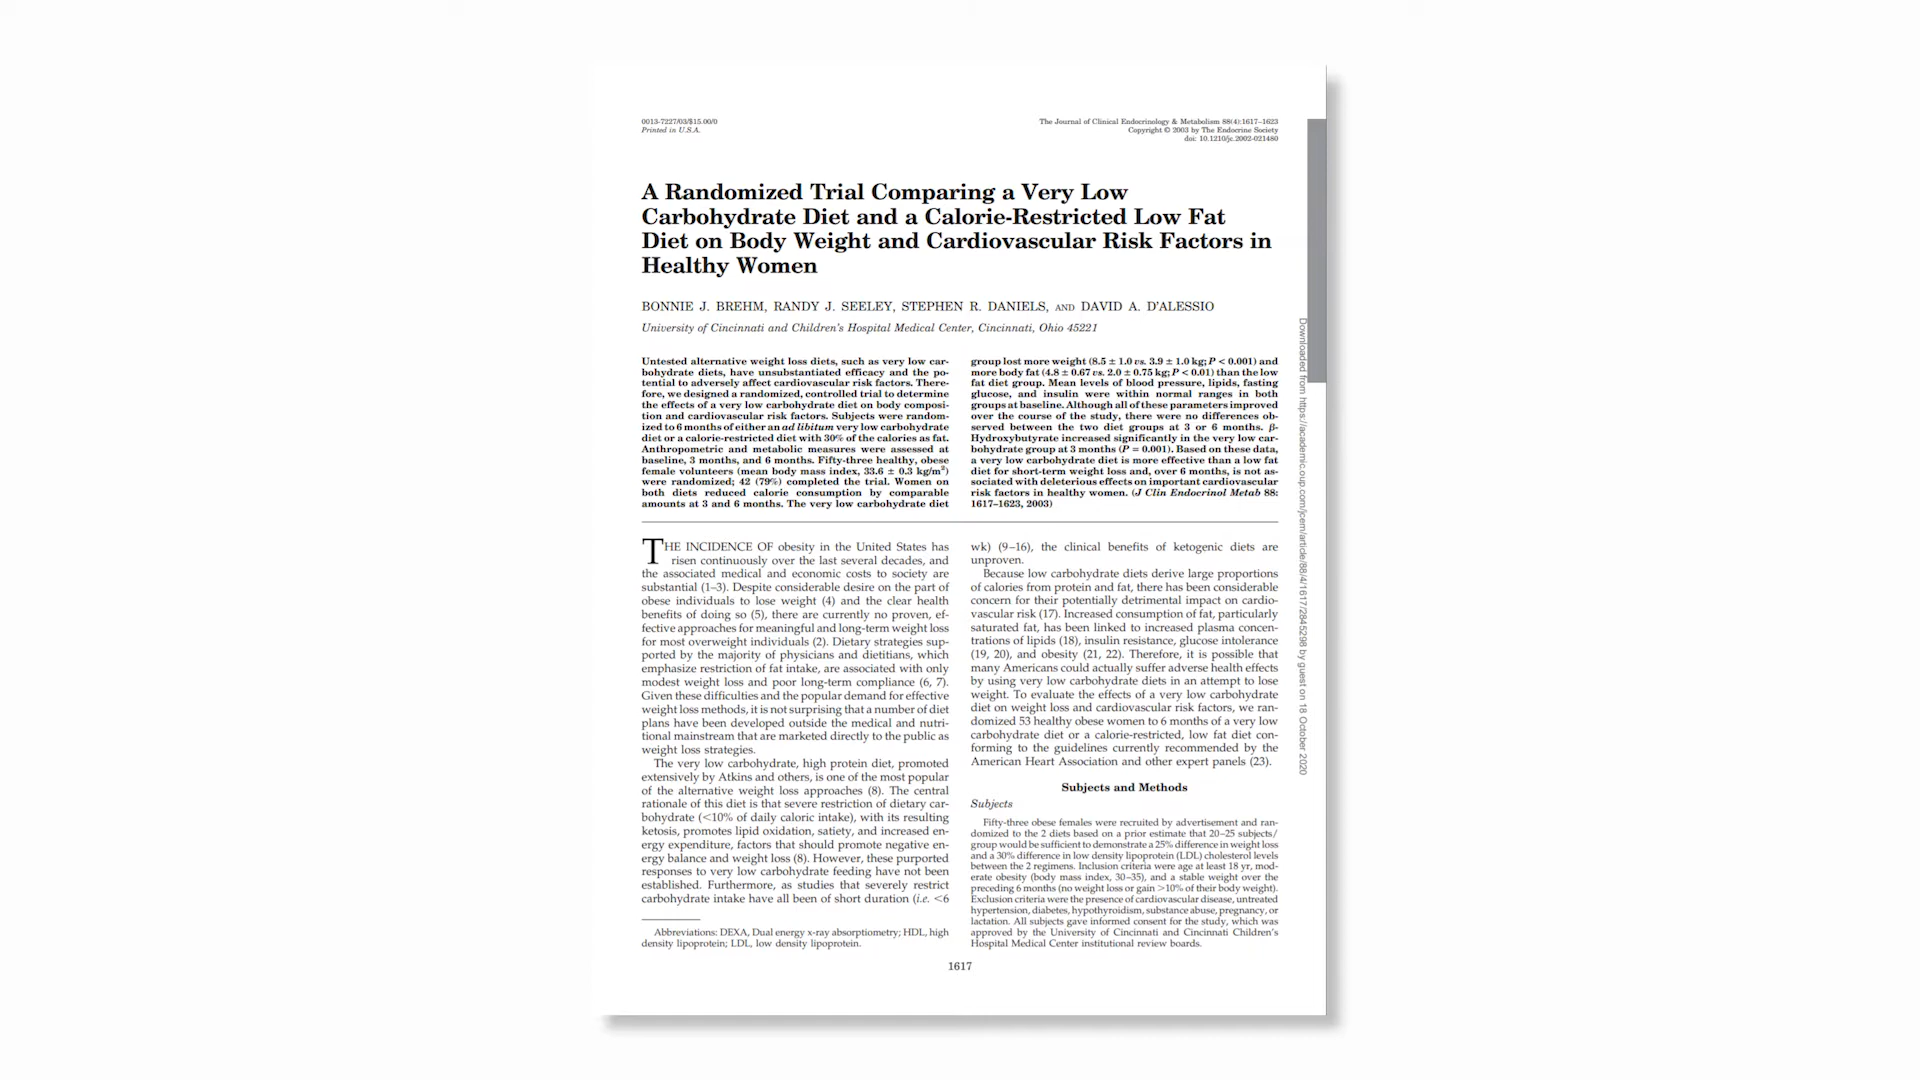 0013-7227/03/$15.00/0
Printed in U.S.A.
The Journal of Clinical Endocrinology & Metabolism 88(4):1617–1623
Copyright © 2003 by The Endocrine Society
doi: 10.1210/jc.2002-021480
A Randomized Trial Comparing a Very Low
Carbohydrate Diet and a Calorie-Restricted Low Fat
Diet on Body Weight and Cardiovascular Risk Factors in
Healthy Women
BONNIE J. BREHM, RANDY J. SEELEY, STEPHEN R. DANIELS, AND DAVID A. D'ALESSIO
University of Cincinnati and Children's Hospital Medical Center, Cincinnati, Ohio 45221
Untested alternative weight loss diets, such as very low car-
bohydrate diets, have unsubstantiated efficacy and the po-
tential to adversely affect cardiovascular risk factors. There-
fore, we designed a randomized, controlled trial to determine
the effects of a very low carbohydrate diet on body composi-
tion and cardiovascular risk factors. Subjects were random-
ized to 6 months of either an ad libitum very low carbohydrate
diet or a calorie-restricted diet with 30% of the calories as fat.
Anthropometric and metabolic measures were assessed at
baseline, 3 months, and 6 months. Fifty-three healthy, obese
female volunteers (mean body mass index, 33.6 ± 0.3 kg/m²)
were randomized; 42 (79%) completed the trial. Women on
both diets reduced calorie consumption by comparable
amounts at 3 and 6 months. The very low carbohydrate diet
group lost more weight (8.5 ± 1.0 vs. 3.9 ± 1.0 kg; P < 0.001) and
more body fat (4.8 ± 0.67 vs. 2.0 ± 0.75 kg; P < 0.01) than the low
fat diet group. Mean levels of blood pressure, lipids, fasting
glucose, and insulin were within normal ranges in both
groups at baseline. Although all of these parameters improved
over the course of the study, there were no differences ob-
served between the two diet groups at 3 or 6 months. β-
Hydroxybutyrate increased significantly in the very low car-
bohydrate group at 3 months (P = 0.001). Based on these data,
a very low carbohydrate diet is more effective than a low fat
diet for short-term weight loss and, over 6 months, is not as-
sociated with deleterious effects on important cardiovascular
risk factors in healthy women. (J Clin Endocrinol Metab 88:
1617–1623, 2003)
THE INCIDENCE OF obesity in the United States has
risen continuously over the last several decades, and
the associated medical and economic costs to society are
substantial (1–3). Despite considerable desire on the part of
obese individuals to lose weight (4) and the clear health
benefits of doing so (5), there are currently no proven, ef-
fective approaches for meaningful and long-term weight loss
for most overweight individuals (2). Dietary strategies sup-
ported by the majority of physicians and dietitians, which
emphasize restriction of fat intake, are associated with only
modest weight loss and poor long-term compliance (6, 7).
Given these difficulties and the popular demand for effective
weight loss methods, it is not surprising that a number of diet
plans have been developed outside the medical and nutri-
tional mainstream that are marketed directly to the public as
weight loss strategies.
The very low carbohydrate, high protein diet, promoted
extensively by Atkins and others, is one of the most popular
of the alternative weight loss approaches (8). The central
rationale of this diet is that severe restriction of dietary car-
bohydrate (<10% of daily caloric intake), with its resulting
ketosis, promotes lipid oxidation, satiety, and increased en-
ergy expenditure, factors that should promote negative en-
ergy balance and weight loss (8). However, these purported
responses to very low carbohydrate feeding have not been
established. Furthermore, as studies that severely restrict
carbohydrate intake have all been of short duration (i.e. <6
Abbreviations: DEXA, Dual energy x-ray absorptiometry; HDL, high
density lipoprotein; LDL, low density lipoprotein.
wk) (9–16), the clinical benefits of ketogenic diets are
unproven.
Because low carbohydrate diets derive large proportions
of calories from protein and fat, there has been considerable
concern for their potentially detrimental impact on cardio-
vascular risk (17). Increased consumption of fat, particularly
saturated fat, has been linked to increased plasma concen-
trations of lipids (18), insulin resistance, glucose intolerance
(19, 20), and obesity (21, 22). Therefore, it is possible that
many Americans could actually suffer adverse health effects
by using very low carbohydrate diets in an attempt to lose
weight. To evaluate the effects of a very low carbohydrate
diet on weight loss and cardiovascular risk factors, we ran-
domized 53 healthy obese women to 6 months of a very low
carbohydrate diet or a calorie-restricted, low fat diet con-
forming to the guidelines currently recommended by the
American Heart Association and other expert panels (23).
Subjects and Methods
Subjects
Fifty-three obese females were recruited by advertisement and ran-
domized to the 2 diets based on a prior estimate that 20–25 subjects/
group would be sufficient to demonstrate a 25% difference in weight loss
and a 30% difference in low density lipoprotein (LDL) cholesterol levels
between the 2 regimens. Inclusion criteria were age at least 18 yr, mod-
erate obesity (body mass index, 30–35), and a stable weight over the
preceding 6 months (no weight loss or gain >10% of their body weight).
Exclusion criteria were the presence of cardiovascular disease, untreated
hypertension, diabetes, hypothyroidism, substance abuse, pregnancy, or
lactation. All subjects gave informed consent for the study, which was
approved by the University of Cincinnati and Cincinnati Children's
Hospital Medical Center institutional review boards.
1617
Downloaded from https://academic.oup.com/jcem/article/88/4/1617/2845298 by guest on 18 October 2020